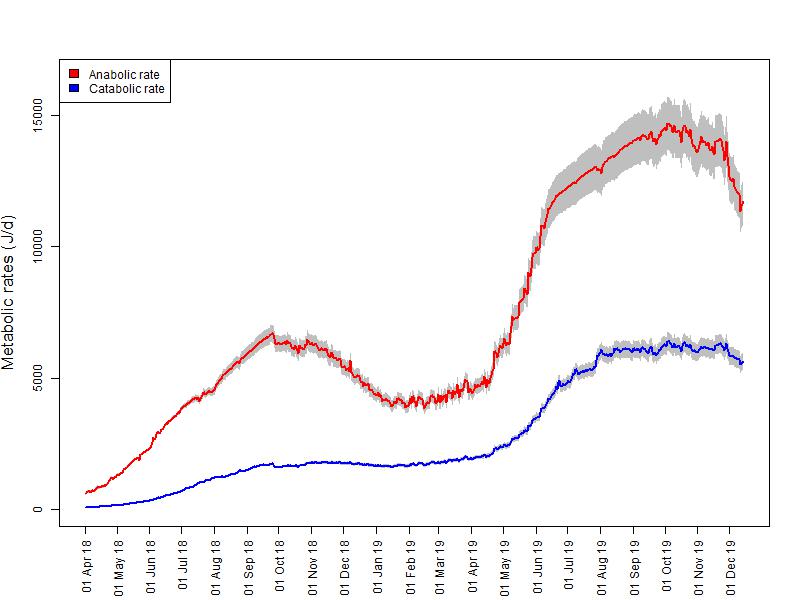 Anabolic rate
Catabolic rate
Metabolic rates (J/d)
15000
10000
5000
0
01 Apr 18
01 May 18
01 Jun 18
01 Jul 18
01 Aug 18
01 Sep 18
01 Oct 18
01 Nov 18
01 Dec 18
01 Jan 19
01 Feb 19
01 Mar 19
01 Apr 19
01 May 19
01 Jun 19
01 Jul 19
01 Aug 19
01 Sep 19
01 Oct 19
01 Nov 19
01 Dec 19